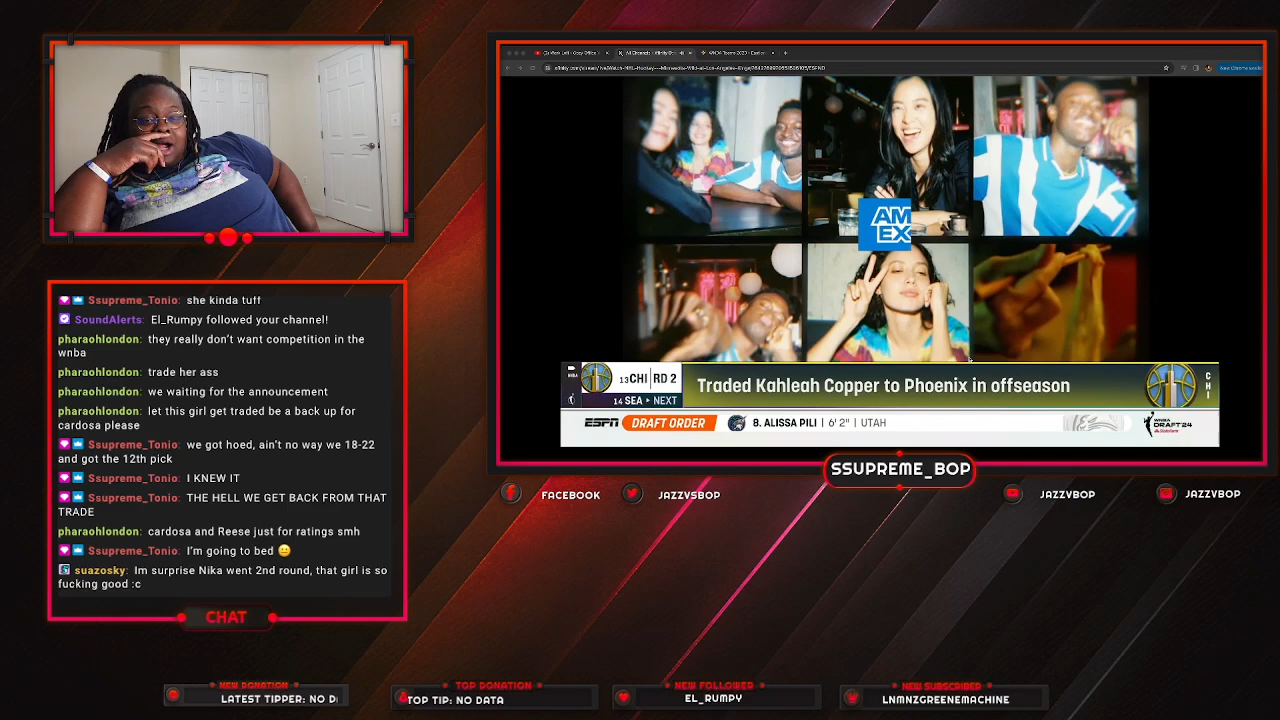 Ssupreme_Tonio: she kinda tuff
SoundAlerts: El_Rumpy followed your channel!
pharaohlondon: they really don't want competition in the
wnba
pharaohlondon: trade her ass
pharaohlondon: we waiting for the announcement
pharaohlondon: let this girl get traded be a back up for
cardosa please
Ssupreme_Tonio: we got hoed, ain't no way we 18-22
and got the 12th pick
Ssupreme_Tonio: I KNEW IT
Ssupreme_Tonio: THE HELL WE GET BACK FROM THAT
TRADE
pharaohlondon: cardosa and Reese just for ratings smh
Ssupreme_Tonio: I'm going to bed 😐
suazosky: Im surprise Nika went 2nd round, that girl is so
fucking good :c
CHAT
AM
EX
13 CHI RD 2
14 SEA ▸ NEXT
Traded Kahleah Copper to Phoenix in offseason
CHI
ESPN DRAFT ORDER 8. ALISSA PILI | 6' 2" | UTAH
WNBA
DRAFT'24
SSUPREME_BOP
FACEBOOK
JAZZVSBOP
JAZZVBOP
JAZZVBOP
NEW DONATION
LATEST TIPPER: NO D
TOP DONATION
TOP TIP: NO DATA
NEW FOLLOWER
EL_RUMPY
NEW SUBSCRIBER
LNMNZGREENEMACHINE